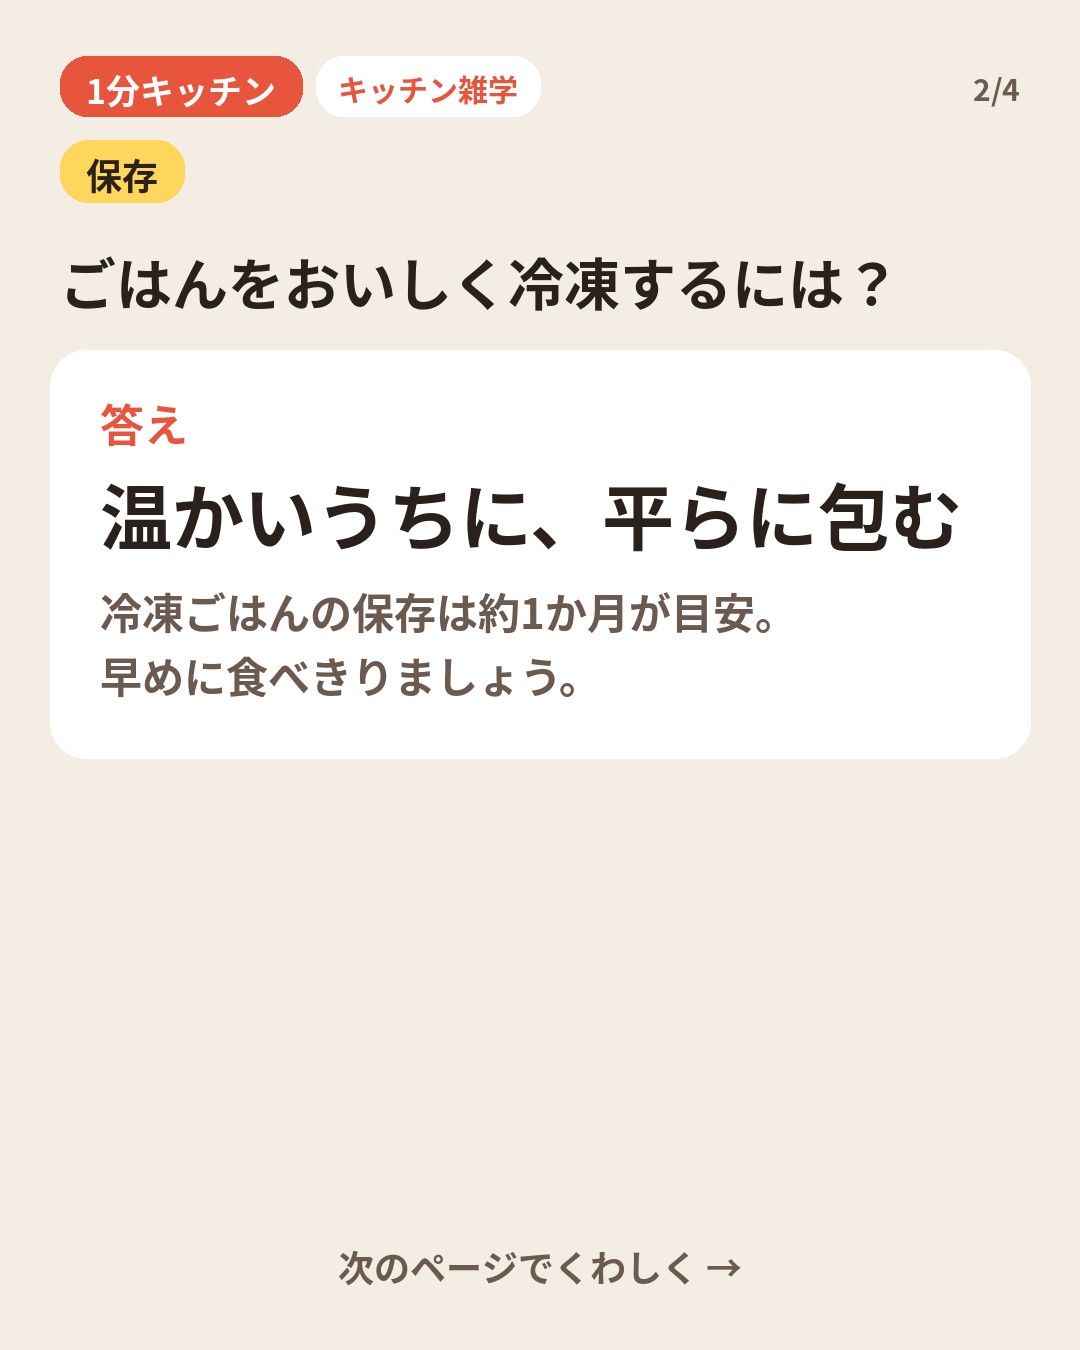 1分キッチン
キッチン雑学
2/4
保存
ごはんをおいしく冷凍するには？
答え
温かいうちに、平らに包む
冷凍ごはんの保存は約1か月が目安。
早めに食べきりましょう。
次のページでくわしく →